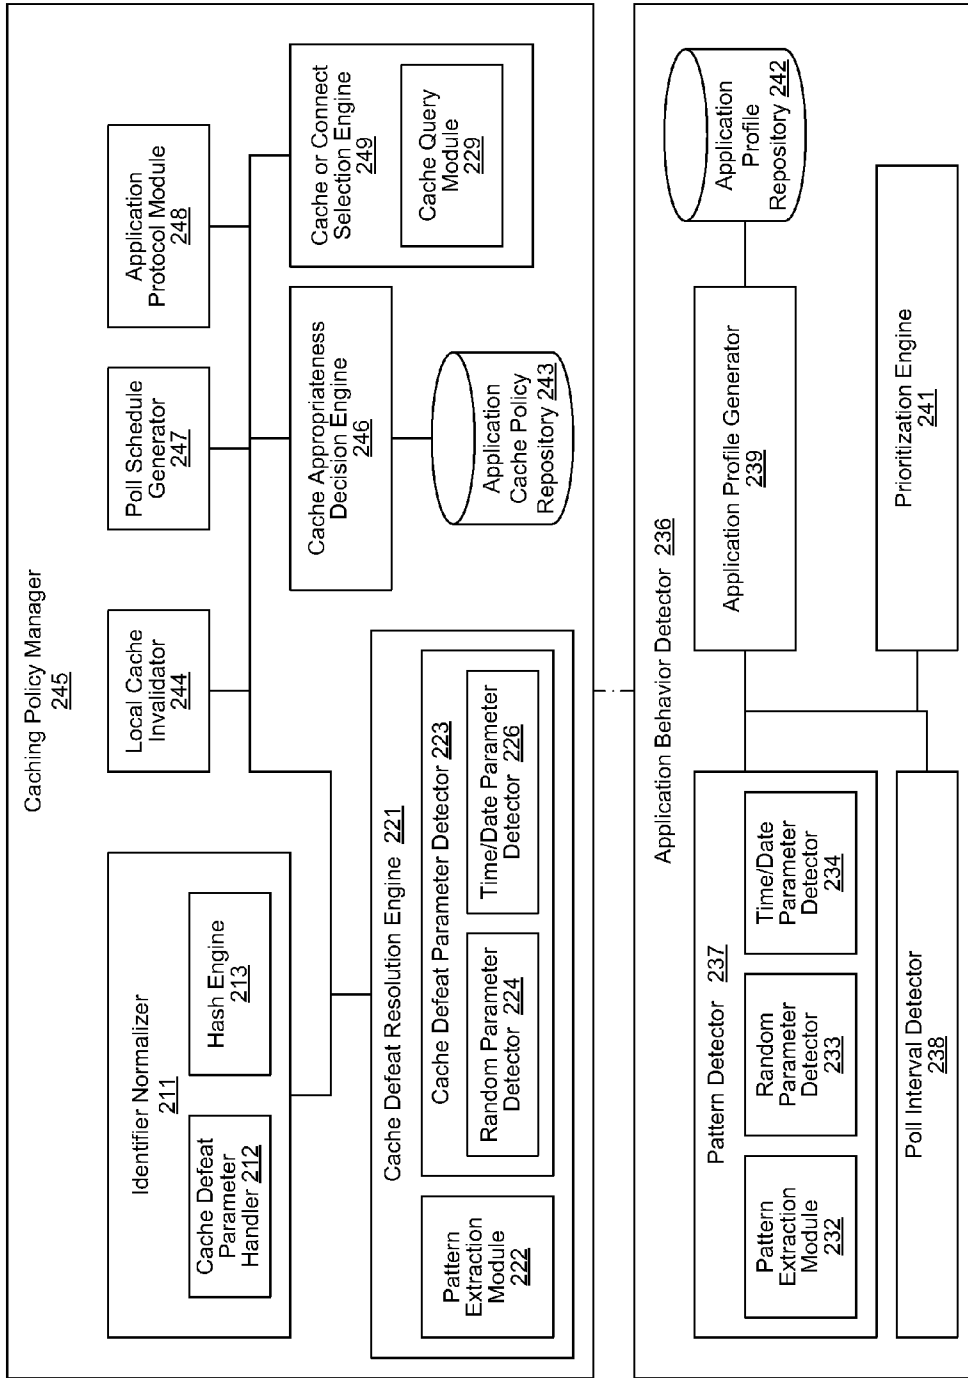 Caching Policy Manager
245
Identifier Normalizer
211
Cache Defeat
Parameter
Handler 212
Hash Engine
213
Local Cache
Invalidator
244
Poll Schedule
Generator
247
Application
Protocol Module
248
Cache Defeat Resolution Engine 221
Pattern
Extraction
Module
222
Cache Defeat Parameter Detector 223
Random Parameter
Detector 224
Time/Date Parameter
Detector 226
Cache Appropriateness
Decision Engine
246
Application
Cache Policy
Repository 243
Cache or Connect
Selection Engine
249
Cache Query
Module
229
Application Behavior Detector 236
Pattern Detector 237
Pattern
Extraction
Module
232
Random
Parameter
Detector
233
Time/Date
Parameter
Detector
234
Poll Interval Detector
238
Application Profile Generator
239
Application
Profile
Repository 242
Prioritization Engine
241